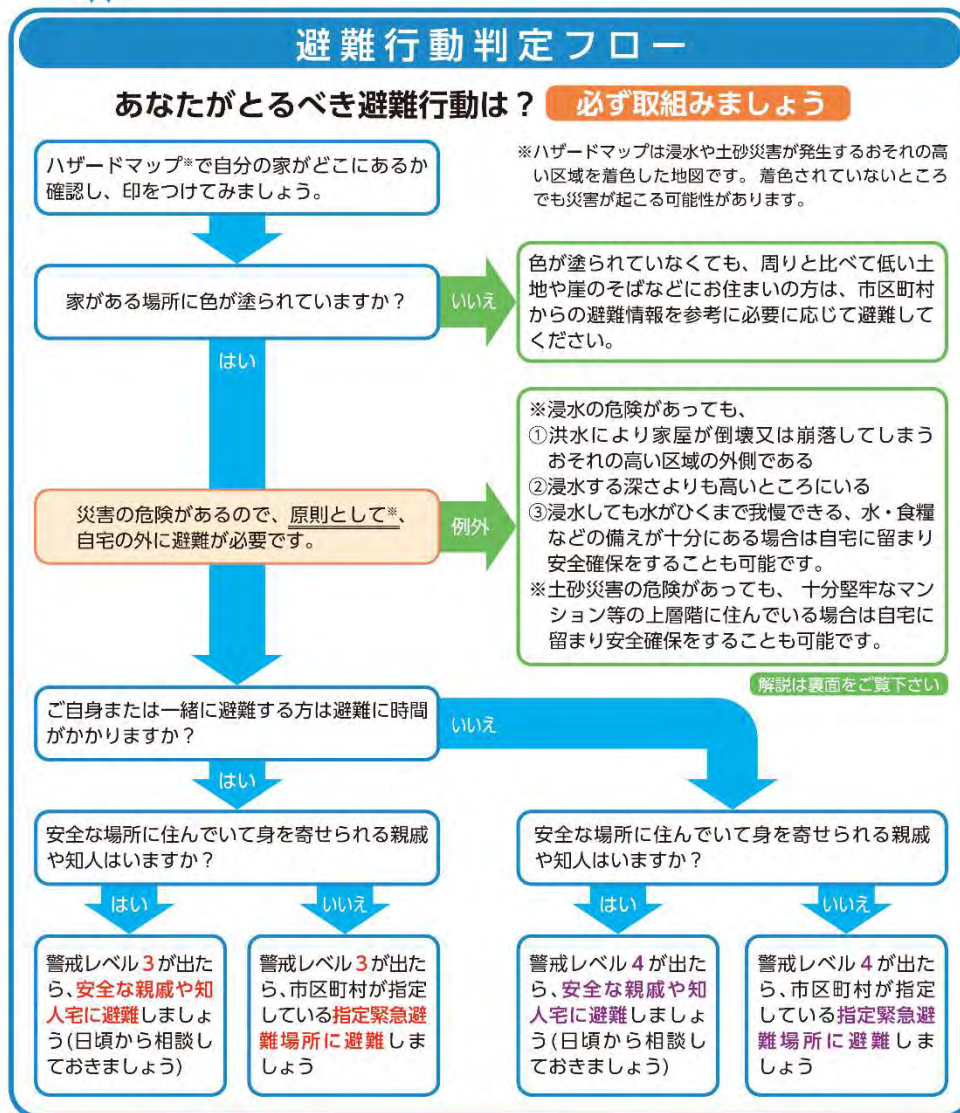 避難行動判定フロー
あなたがとるべき避難行動は？ 必ず取組みましょう
ハザードマップ※で自分の家がどこにあるか
確認し、印をつけてみましょう。
※ハザードマップは浸水や土砂災害が発生するおそれの高
い区域を着色した地図です。着色されていないところ
でも災害が起こる可能性があります。
家がある場所に色が塗られていますか？
いいえ
色が塗られていなくても、周りと比べて低い土
地や崖のそばなどにお住まいの方は、市区町村
からの避難情報を参考に必要に応じて避難して
ください。
はい
災害の危険があるので、原則として※、
自宅の外に避難が必要です。
例外
※浸水の危険があっても、
①洪水により家屋が倒壊又は崩落してしまう
おそれの高い区域の外側である
②浸水する深さよりも高いところにいる
③浸水しても水がひくまで我慢できる、水・食糧
などの備えが十分にある場合は自宅に留まり
安全確保をすることも可能です。
※土砂災害の危険があっても、十分堅牢なマン
ション等の上層階に住んでいる場合は自宅に
留まり安全確保をすることも可能です。
解説は裏面をご覧下さい
ご自身または一緒に避難する方は避難に時間
がかかりますか？
いいえ
はい
安全な場所に住んでいて身を寄せられる親戚
や知人はいますか？
はい
いいえ
警戒レベル3が出た
ら、安全な親戚や知
人宅に避難しましょ
う(日頃から相談し
ておきましょう)
警戒レベル3が出た
ら、市区町村が指定
している指定緊急避
難場所に避難しま
しょう
安全な場所に住んでいて身を寄せられる親戚
や知人はいますか？
はい
いいえ
警戒レベル4が出た
ら、安全な親戚や知
人宅に避難しましょ
う(日頃から相談し
ておきましょう)
警戒レベル4が出た
ら、市区町村が指定
している指定緊急避
難場所に避難しま
しょう